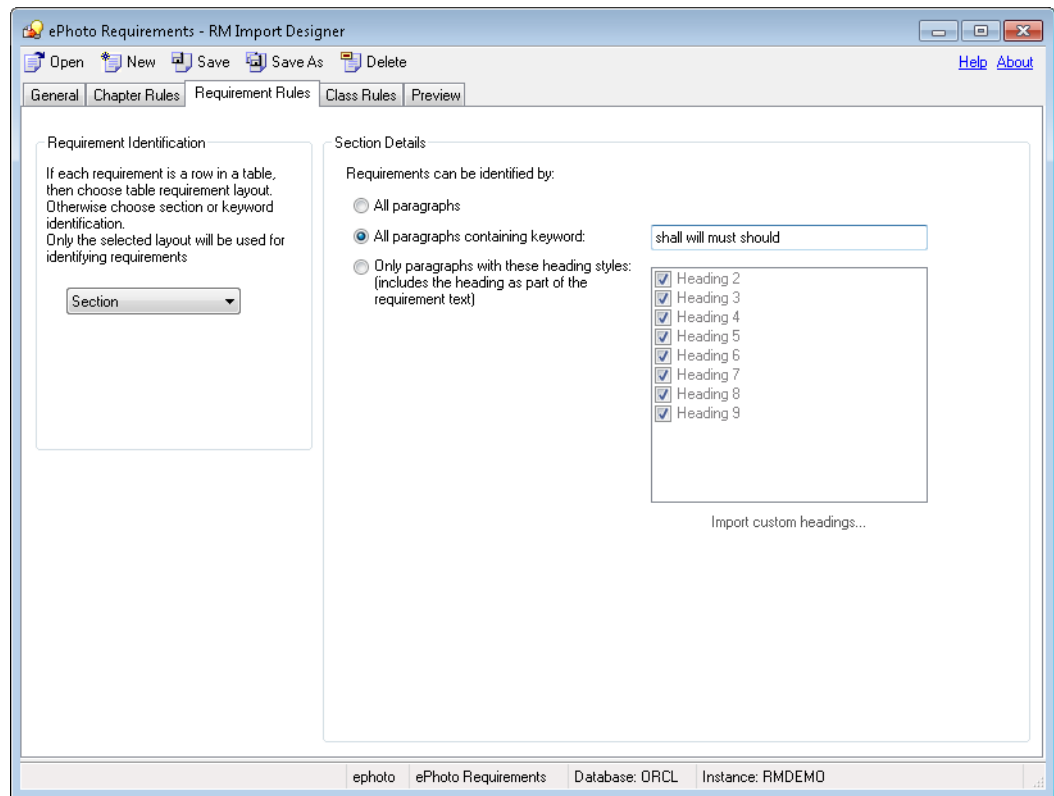 ePhoto Requirements - RM Import Designer
Open New Save Save As Delete Help About
General Chapter Rules Requirement Rules Class Rules Preview
Requirement Identification
If each requirement is a row in a table,
then choose table requirement layout.
Otherwise choose section or keyword
identification.
Only the selected layout will be used for
identifying requirements
Section
Section Details
Requirements can be identified by:
All paragraphs
All paragraphs containing keyword: shall will must should
Only paragraphs with these heading styles:
(includes the heading as part of the
requirement text)
Heading 2
Heading 3
Heading 4
Heading 5
Heading 6
Heading 7
Heading 8
Heading 9
Import custom headings...
ephoto ePhoto Requirements Database: ORCL Instance: RMDEMO